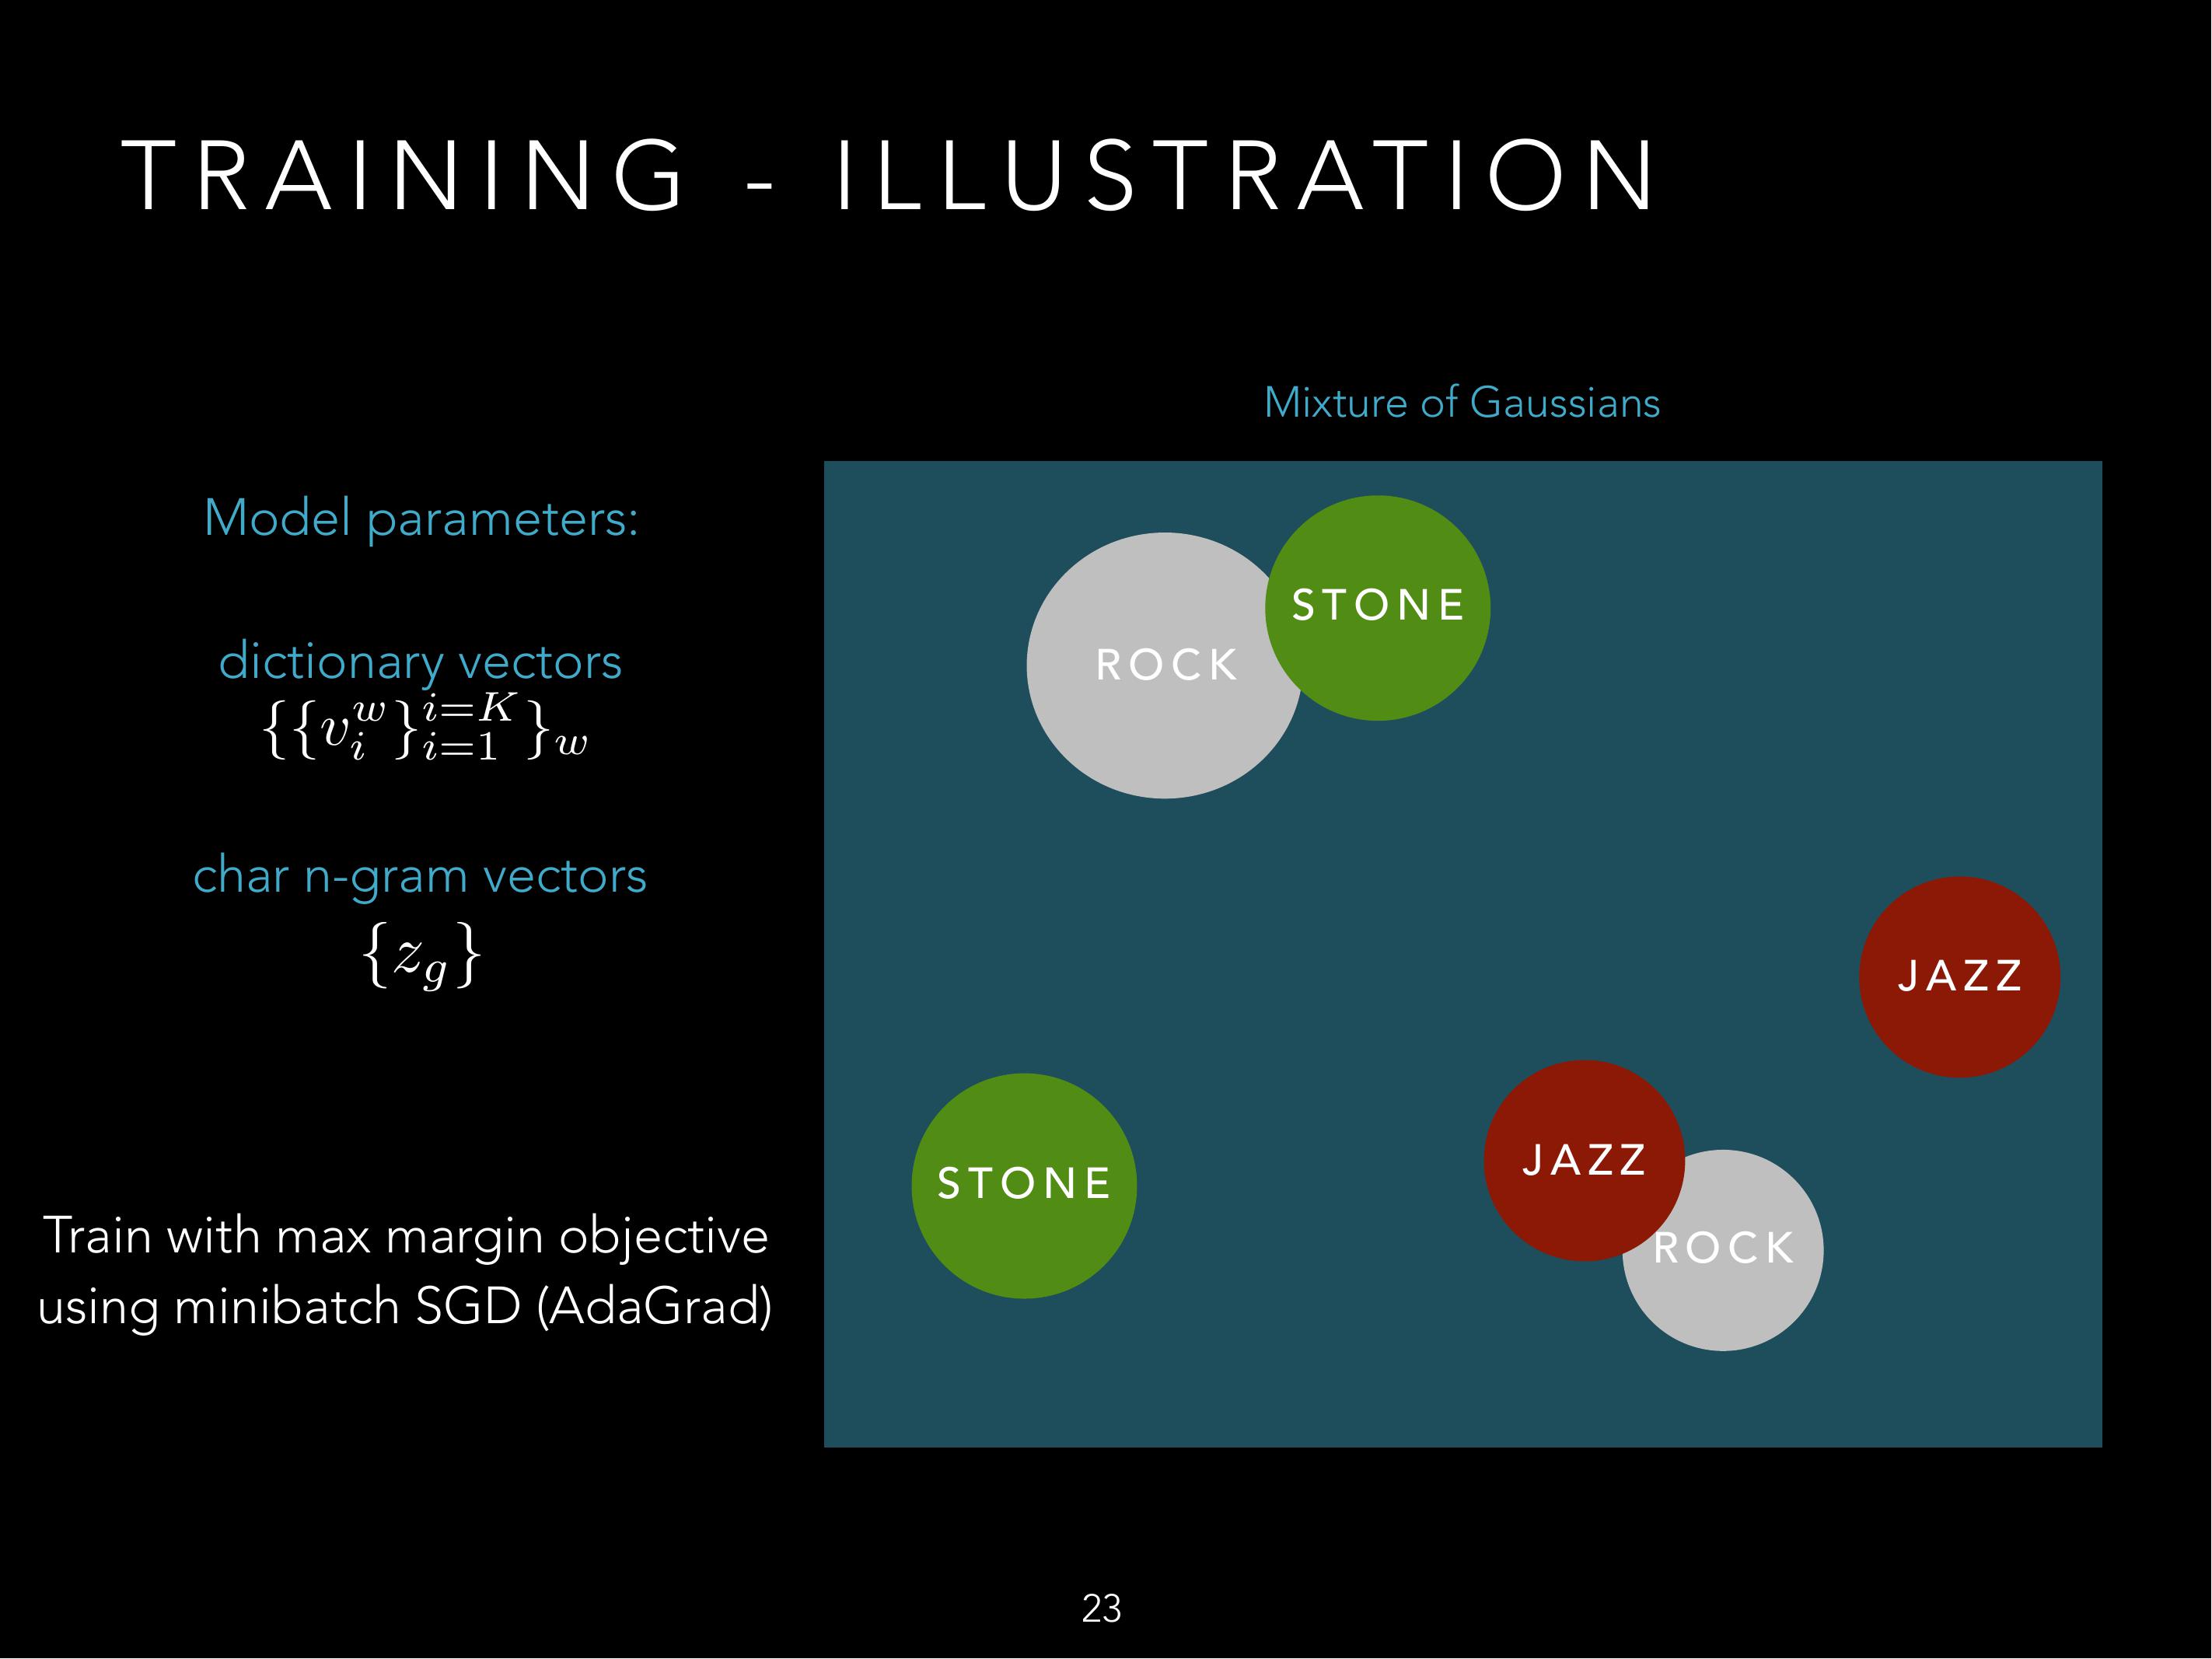 TRAINING - ILLUSTRATION
Mixture of Gaussians
Model parameters:
dictionary vectors
{{v_i^w}_{i=1}^{i=K}}_w
char n-gram vectors
{z_g}
Train with max margin objective
using minibatch SGD (AdaGrad)
STONE
ROCK
JAZZ
JAZZ
STONE
ROCK
23